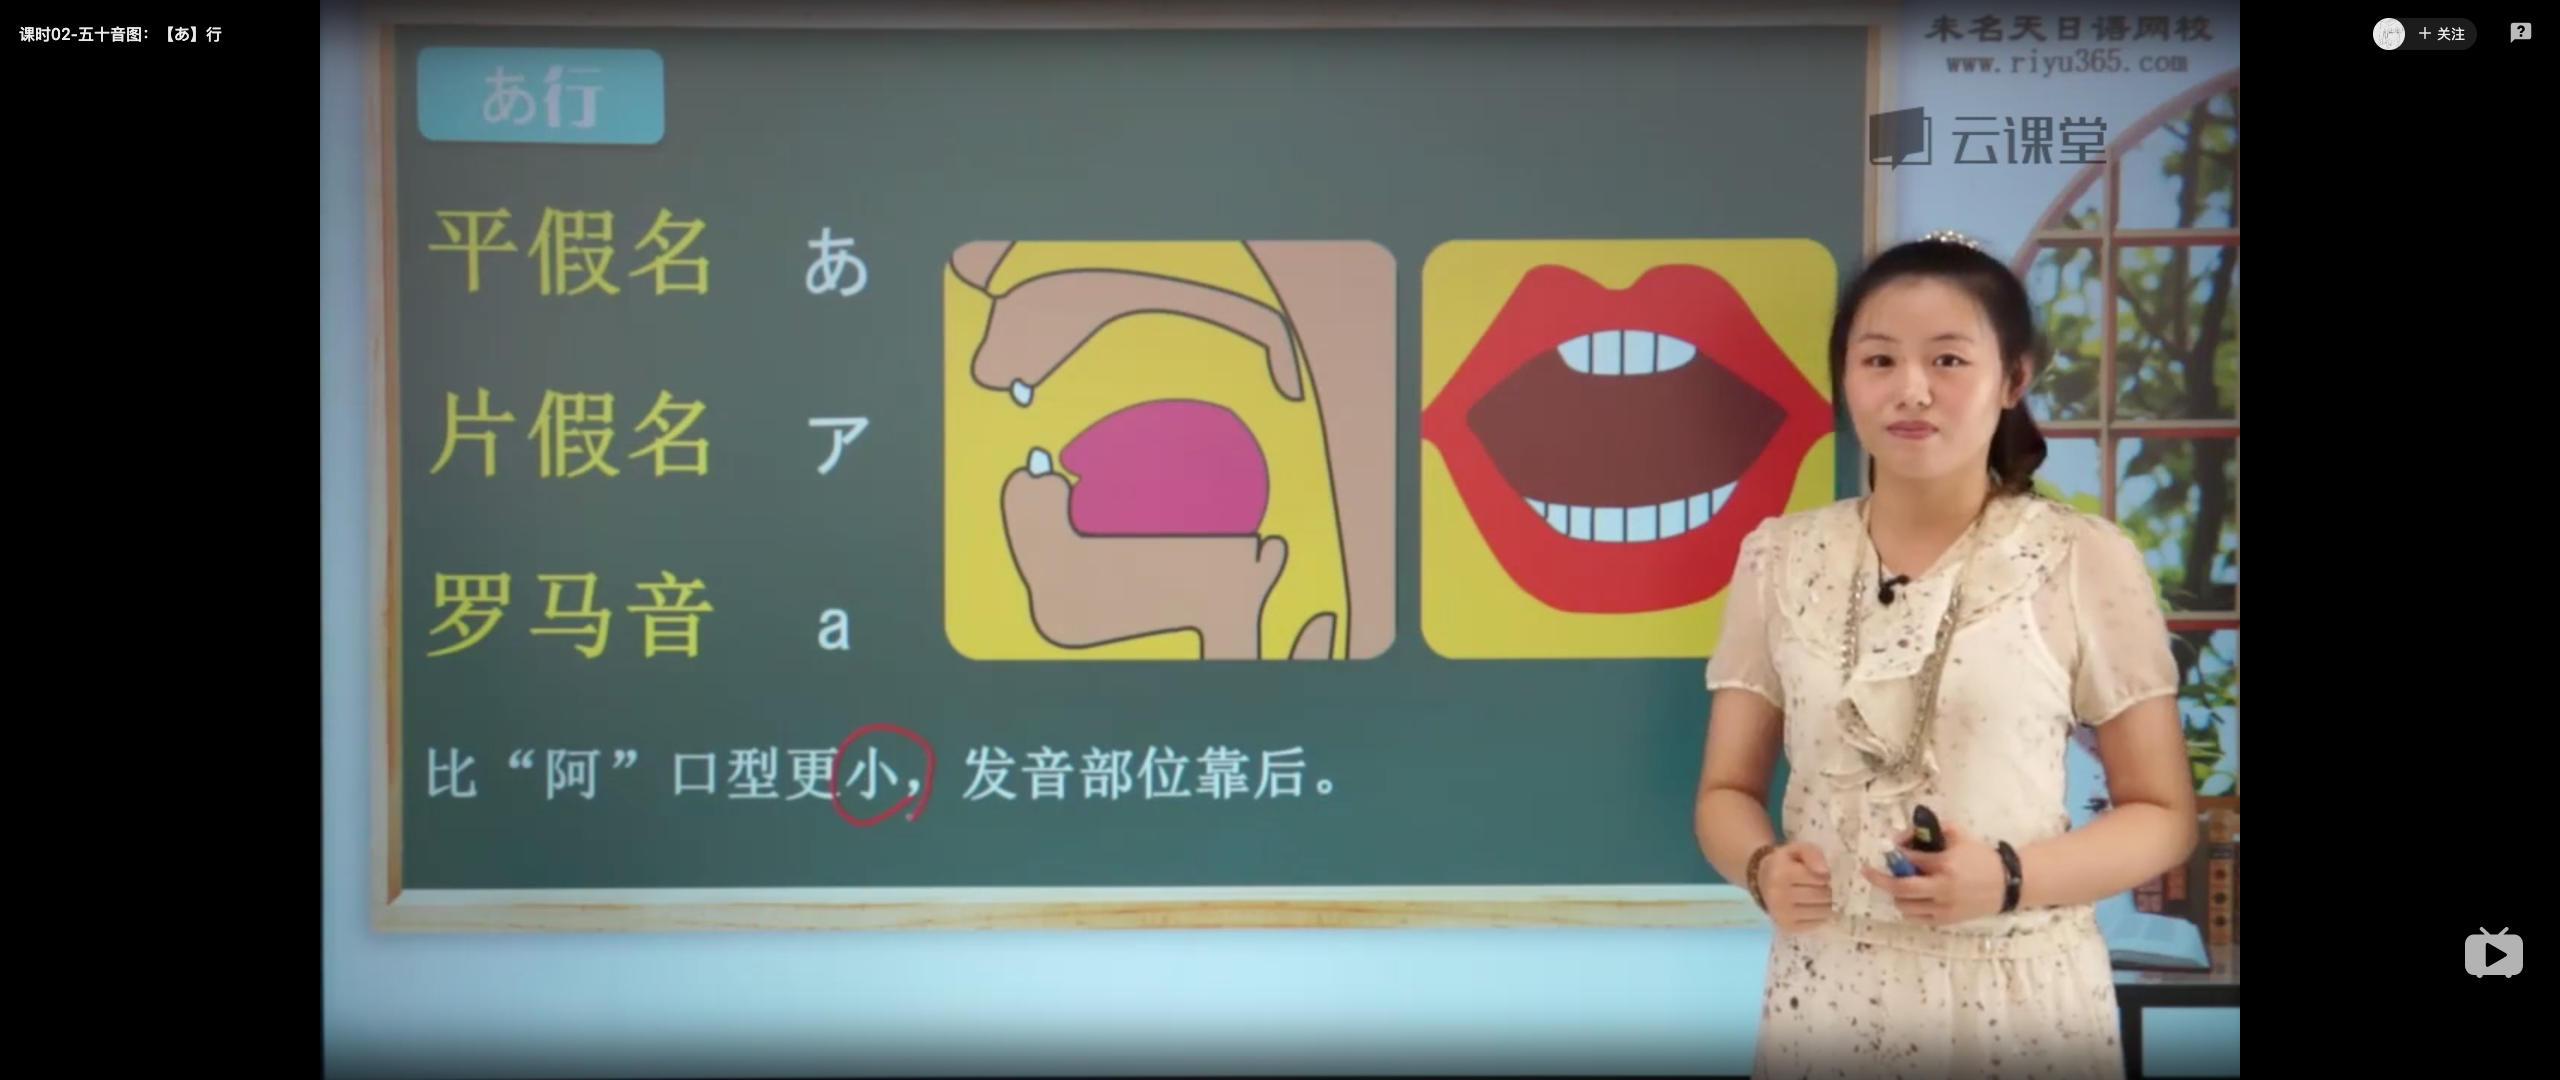 课时02-五十音图：【あ】行
＋ 关注
未名天日语网校
www.riyu365.com
云课堂
あ行
平假名 あ
片假名 ア
罗马音 a
比“阿”口型更小，发音部位靠后。